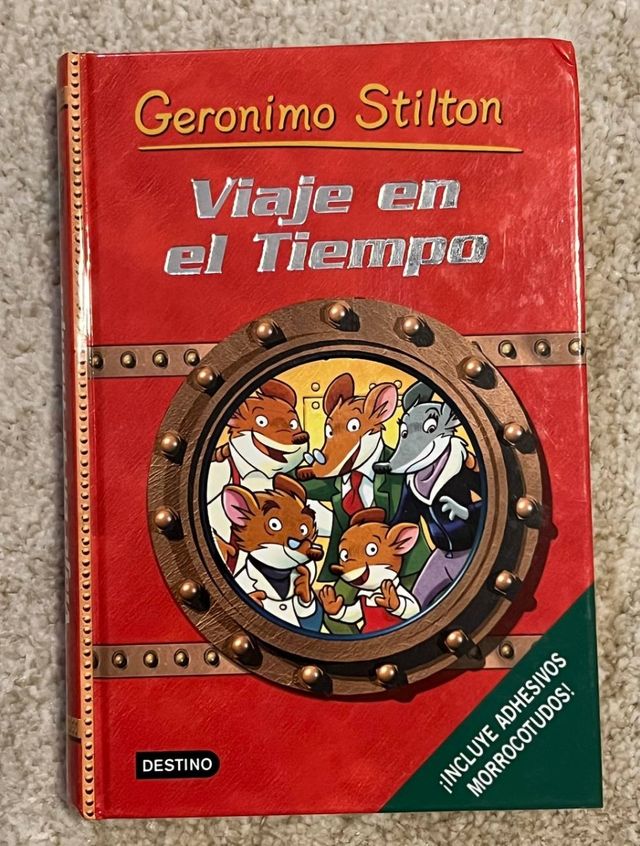 Geronimo Stilton
Viaje en
el Tiempo
DESTINO
¡INCLUYE ADHESIVOS
MORROCOTUDOS!